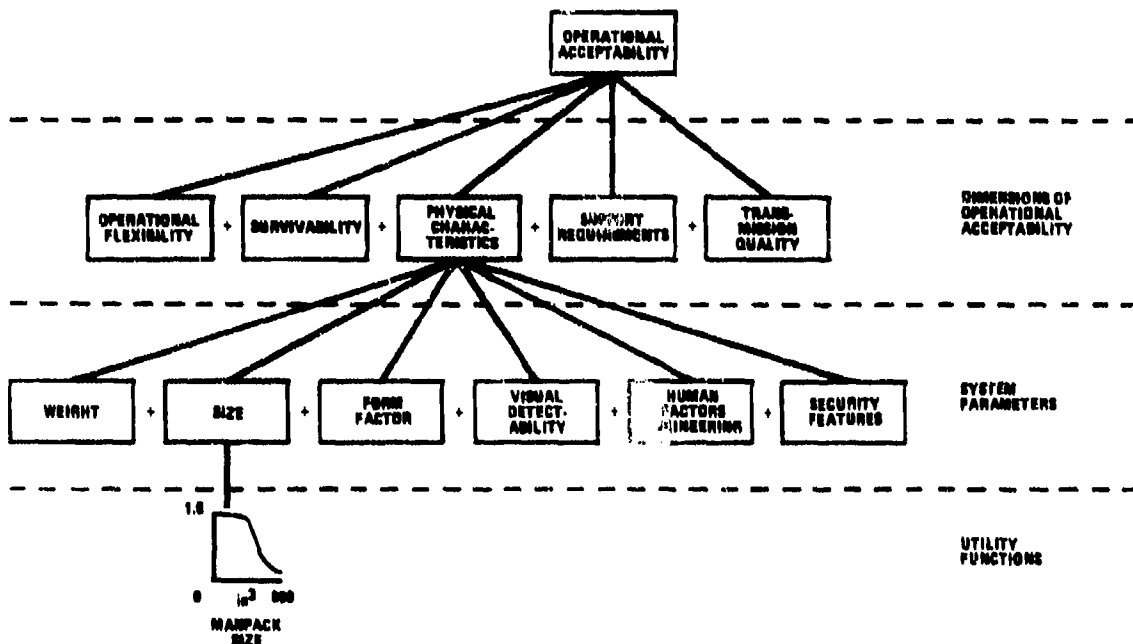 OPERATIONAL
ACCEPTABILITY
OPERATIONAL
FLEXIBILITY
+
SURVIVABILITY
+
PHYSICAL
CHARAC-
TERISTICS
+
SUPPORT
REQUIREMENTS
+
TRANS-
MISSION
QUALITY
DIMENSIONS OF
OPERATIONAL
ACCEPTABILITY
WEIGHT
+
SIZE
+
FORM
FACTOR
+
VISUAL
DETECT-
ABILITY
+
HUMAN
FACTORS
+
SECURITY
FEATURES
SYSTEM
PARAMETERS
0
in³
MANPACK
SIZE
UTILITY
FUNCTIONS